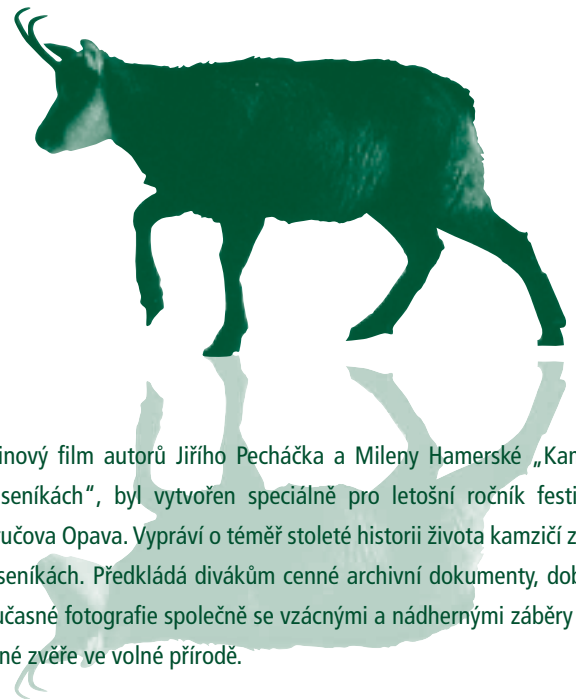 inový film autorů Jiřího Pecháčka a Mileny Hamerské „Kam
seníkách“, byl vytvořen speciálně pro letošní ročník festi
ručova Opava. Vypráví o téměř stoleté historii života kamzičí z
seníkách. Předkládá divákům cenné archivní dokumenty, dob
učasné fotografie společně se vzácnými a nádhernými záběry
né zvěře ve volné přírodě.